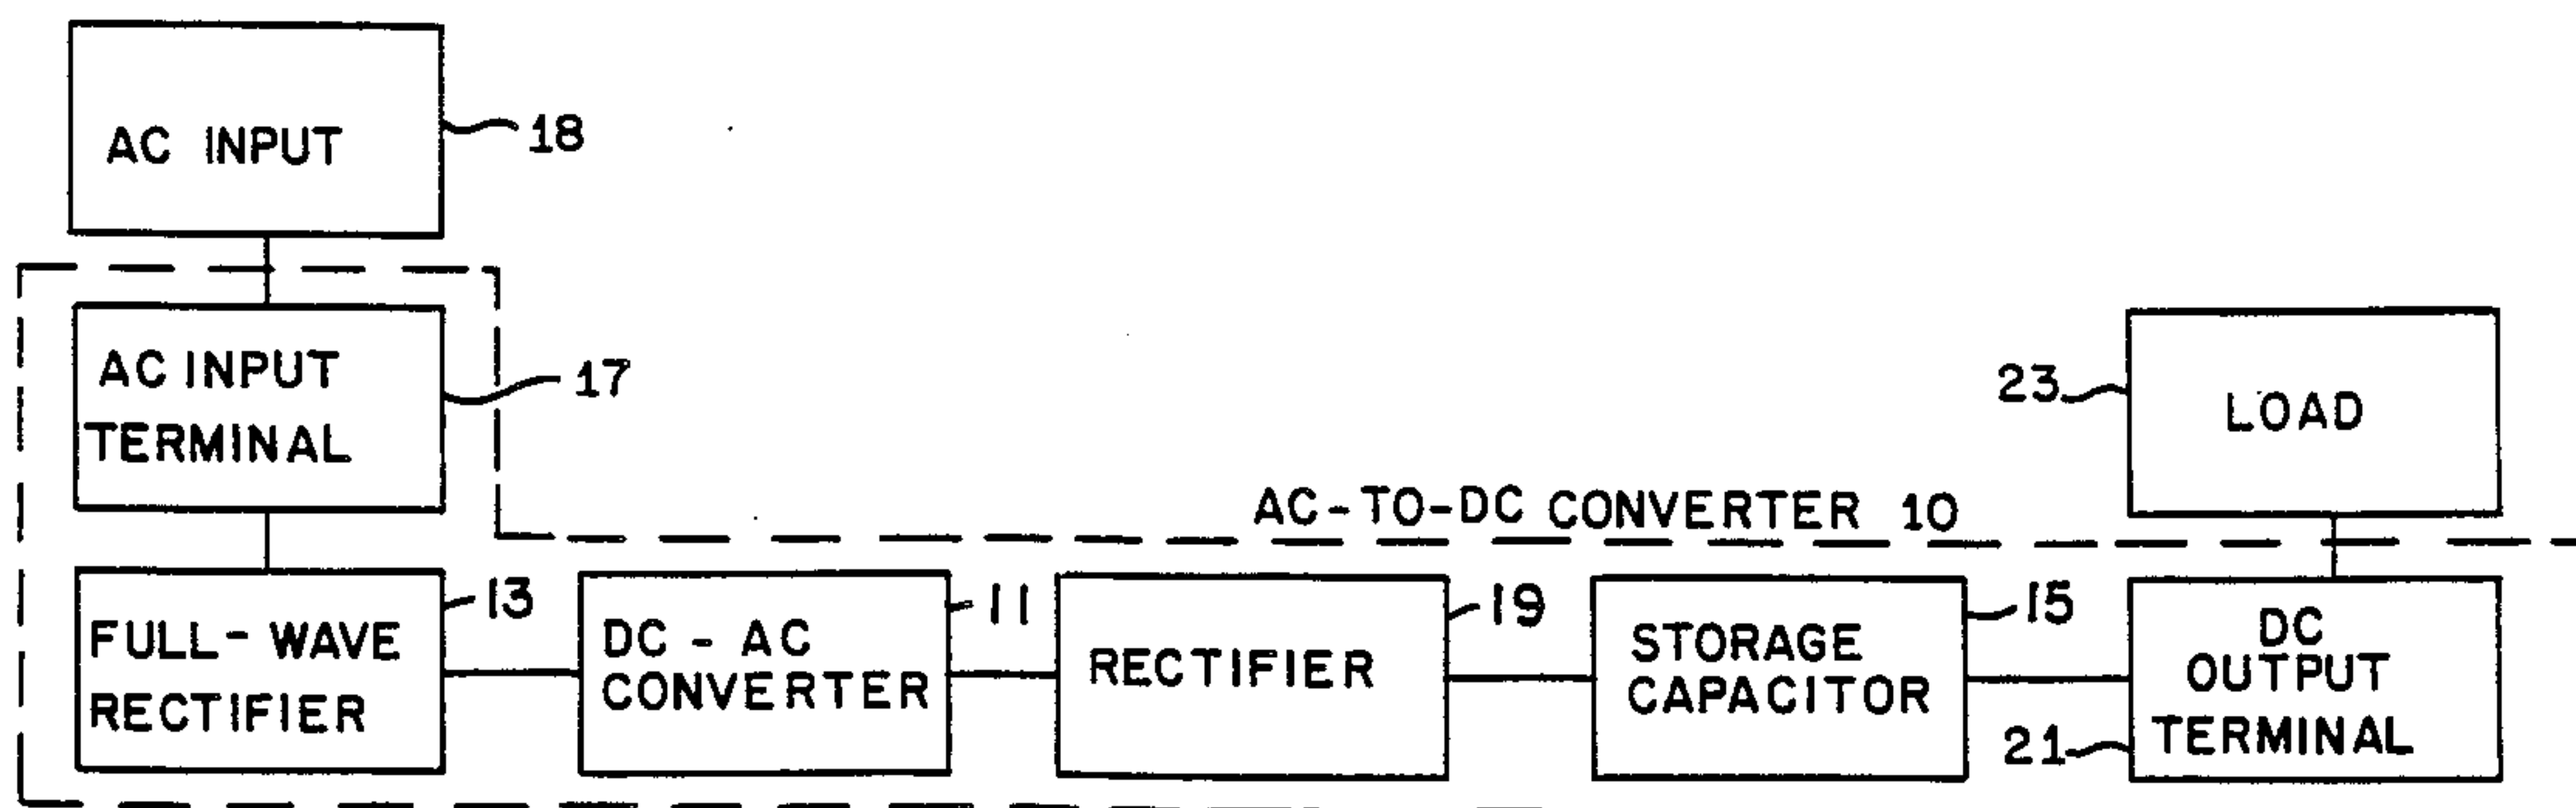 AC INPUT
18
AC INPUT
TERMINAL
17
23
LOAD
AC-TO-DC CONVERTER 10
FULL-WAVE
RECTIFIER
13
DC - AC
CONVERTER
11
RECTIFIER
19
STORAGE
CAPACITOR
15
DC
OUTPUT
TERMINAL
21